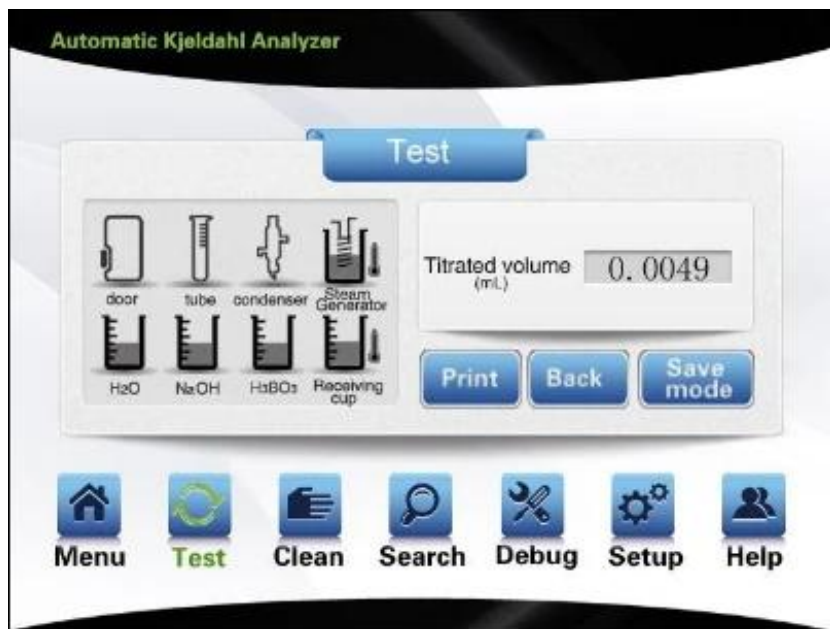 Automatic Kjeldahl Analyzer
Test
door tube condenser Steam Generator
H2O NaOH H3BO3 Receiving cup
Titrated volume 0.0049
(mL)
Print Back Save mode
Menu Test Clean Search Debug Setup Help